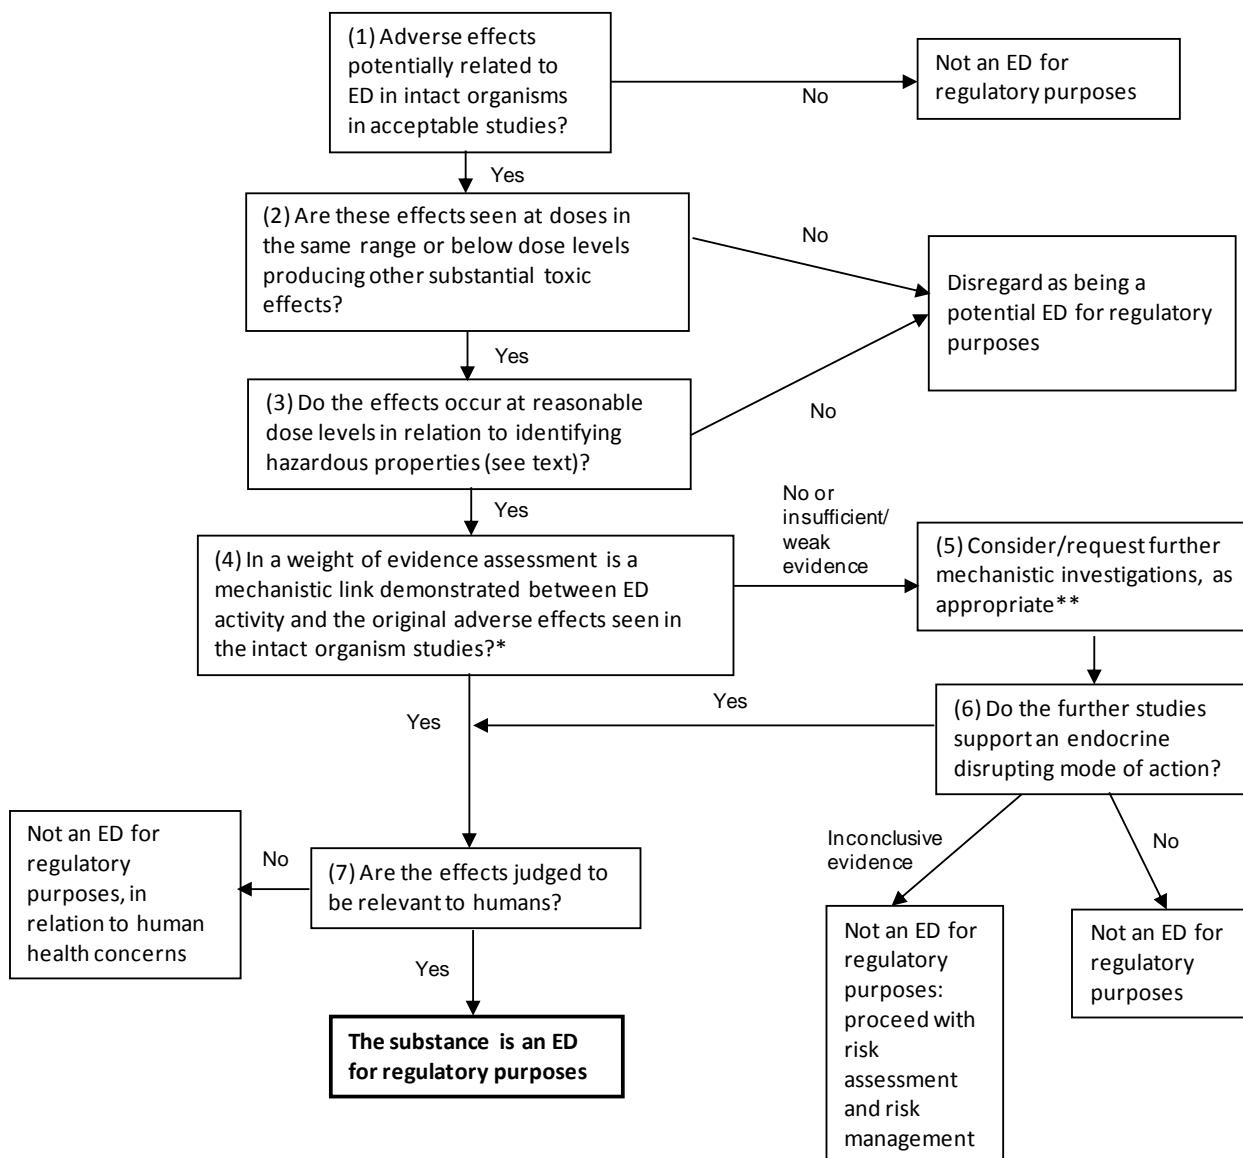 (1) Adverse effects
potentially related to
ED in intact organisms
in acceptable studies?
No
Not an ED for
regulatory purposes
Yes
(2) Are these effects seen at doses in
the same range or below dose levels
producing other substantial toxic
effects?
No
Disregard as being a
potential ED for regulatory
purposes
Yes
(3) Do the effects occur at reasonable
dose levels in relation to identifying
hazardous properties (see text)?
No
Yes
(4) In a weight of evidence assessment is a
mechanistic link demonstrated between ED
activity and the original adverse effects seen in
the intact organism studies?*
No or
insufficient/
weak
evidence
(5) Consider/request further
mechanistic investigations, as
appropriate**
Yes
Yes
(6) Do the further studies
support an endocrine
disrupting mode of action?
Not an ED for
regulatory
purposes, in
relation to human
health concerns
No
(7) Are the effects judged to
be relevant to humans?
Inconclusive
evidence
No
Yes
The substance is an ED
for regulatory purposes
Not an ED for
regulatory
purposes:
proceed with
risk
assessment
and risk
management
Not an ED for
regulatory
purposes